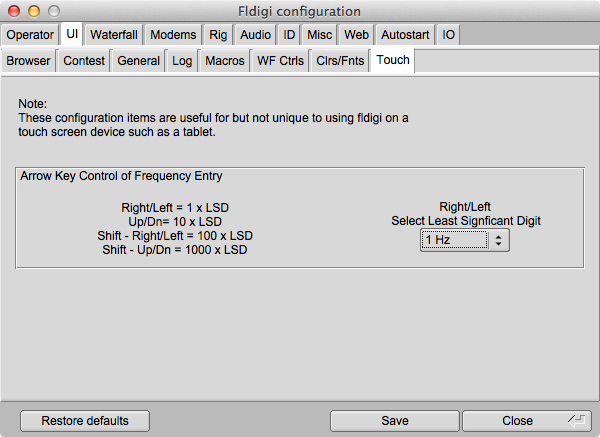 Fldigi configuration
Operator UI Waterfall Modems Rig Audio ID Misc Web Autostart IO
Browser Contest General Log Macros WF Ctrls Clrs/Fnts Touch
Note:
These configuration items are useful for but not unique to using fldigi on a
touch screen device such as a tablet.
Arrow Key Control of Frequency Entry
Right/Left = 1 x LSD
Up/Dn= 10 x LSD
Shift - Right/Left = 100 x LSD
Shift - Up/Dn = 1000 x LSD
Right/Left
Select Least Signficant Digit
1 Hz
Restore defaults Save Close